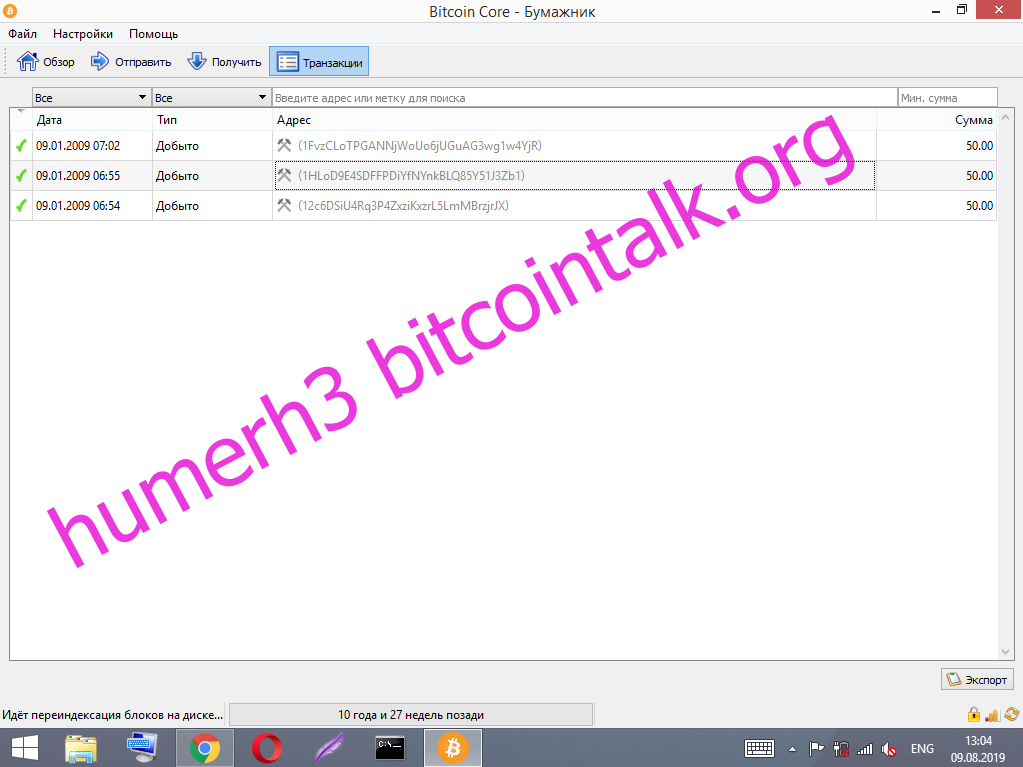 Bitcoin Core - Бумажник
Файл Настройки Помощь
Обзор Отправить Получить Транзакции
Все Все Введите адрес или метку для поиска Мин. сумма
Дата Тип Адрес Сумма
09.01.2009 07:02 Добыто (1FvzCLoTPGANNjWoUo6jUGuAG3wg1w4YjR) 50.00
09.01.2009 06:55 Добыто (1HLoD9E4SDFFPDiYfNYnkBLQ85Y51J3Zb1) 50.00
09.01.2009 06:54 Добыто (12c6DSiU4Rq3P4ZxziKxzrL5LmMBrzjrJX) 50.00
humerh3 bitcointalk.org
Экспорт
Идёт переиндексация блоков на диске... 10 года и 27 недель позади
C:\_
ENG 13:04
09.08.2019